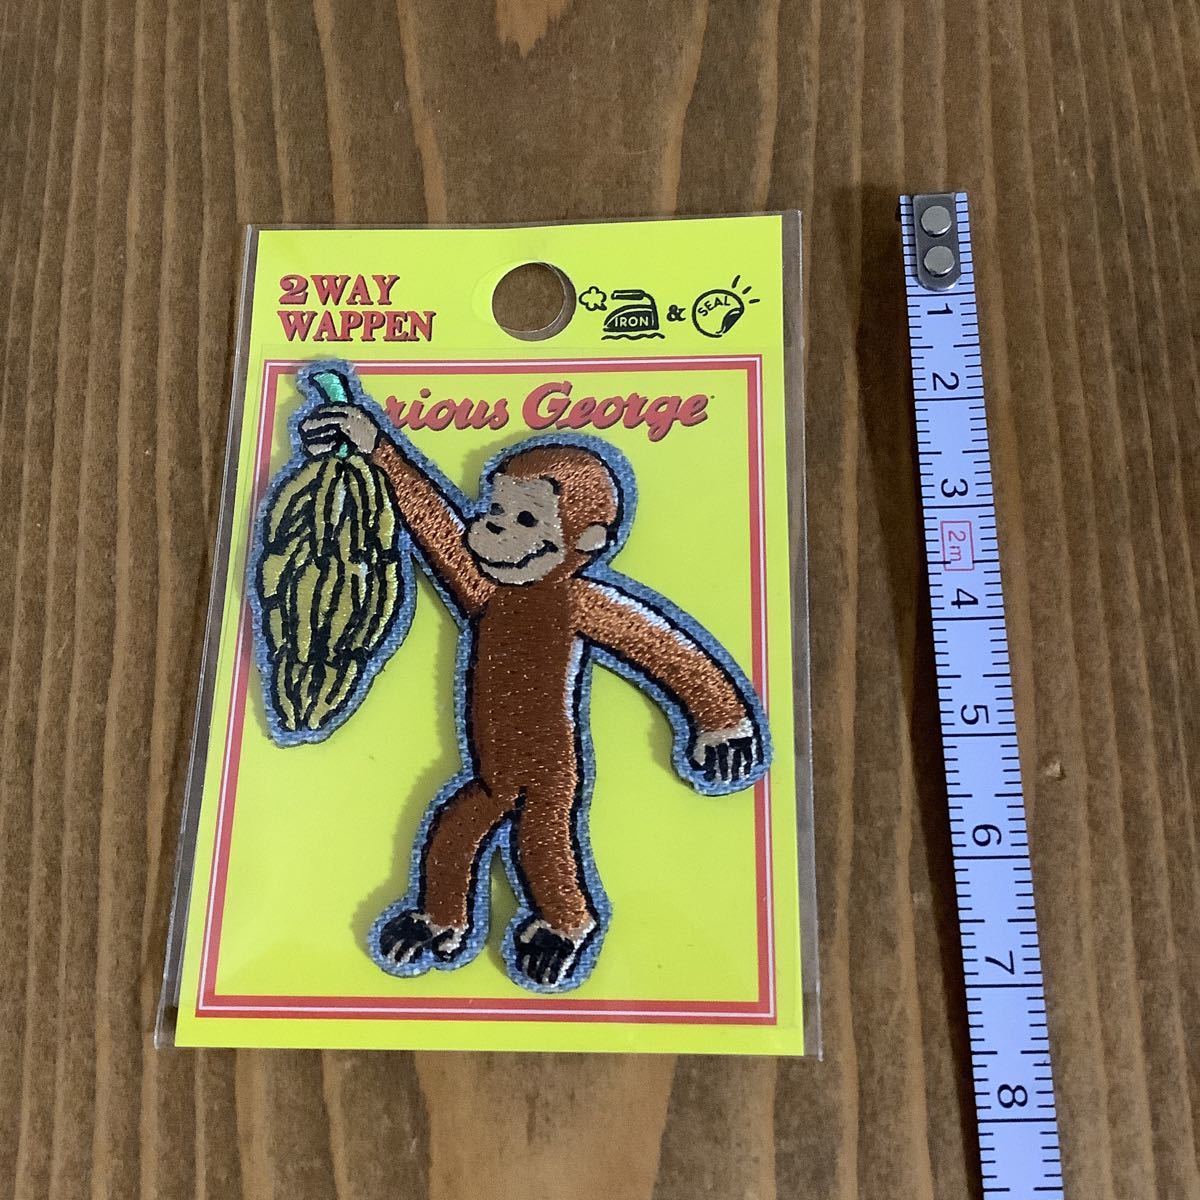 2WAY
WAPPEN
IRON & SEAL
rious George
1
2
3
2m
4
5
6
7
8